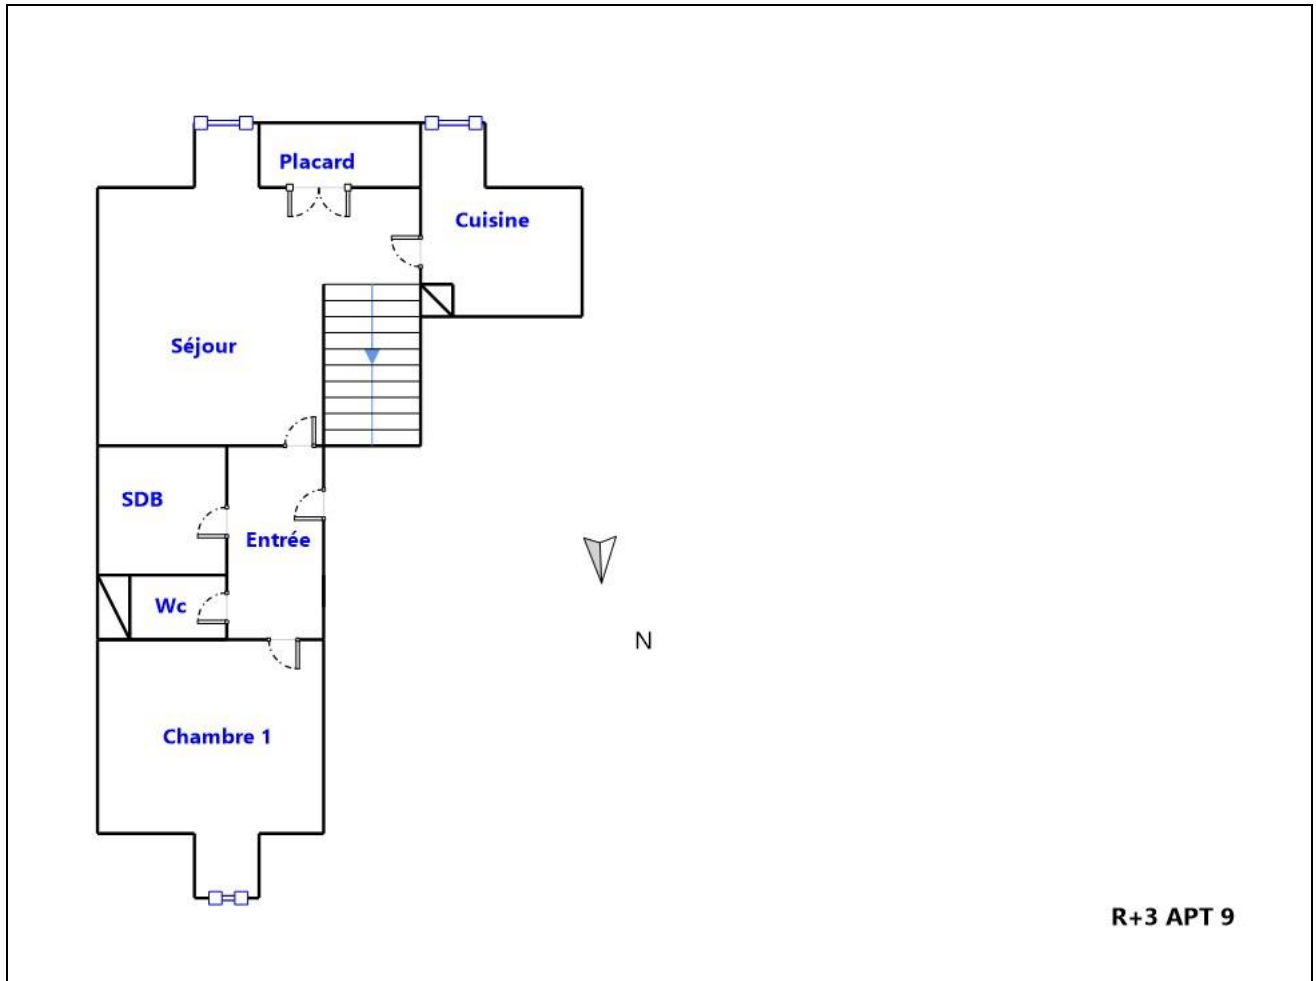 Placard
Cuisine
Séjour
SDB
Entrée
Wc
N
Chambre 1
R+3 APT 9